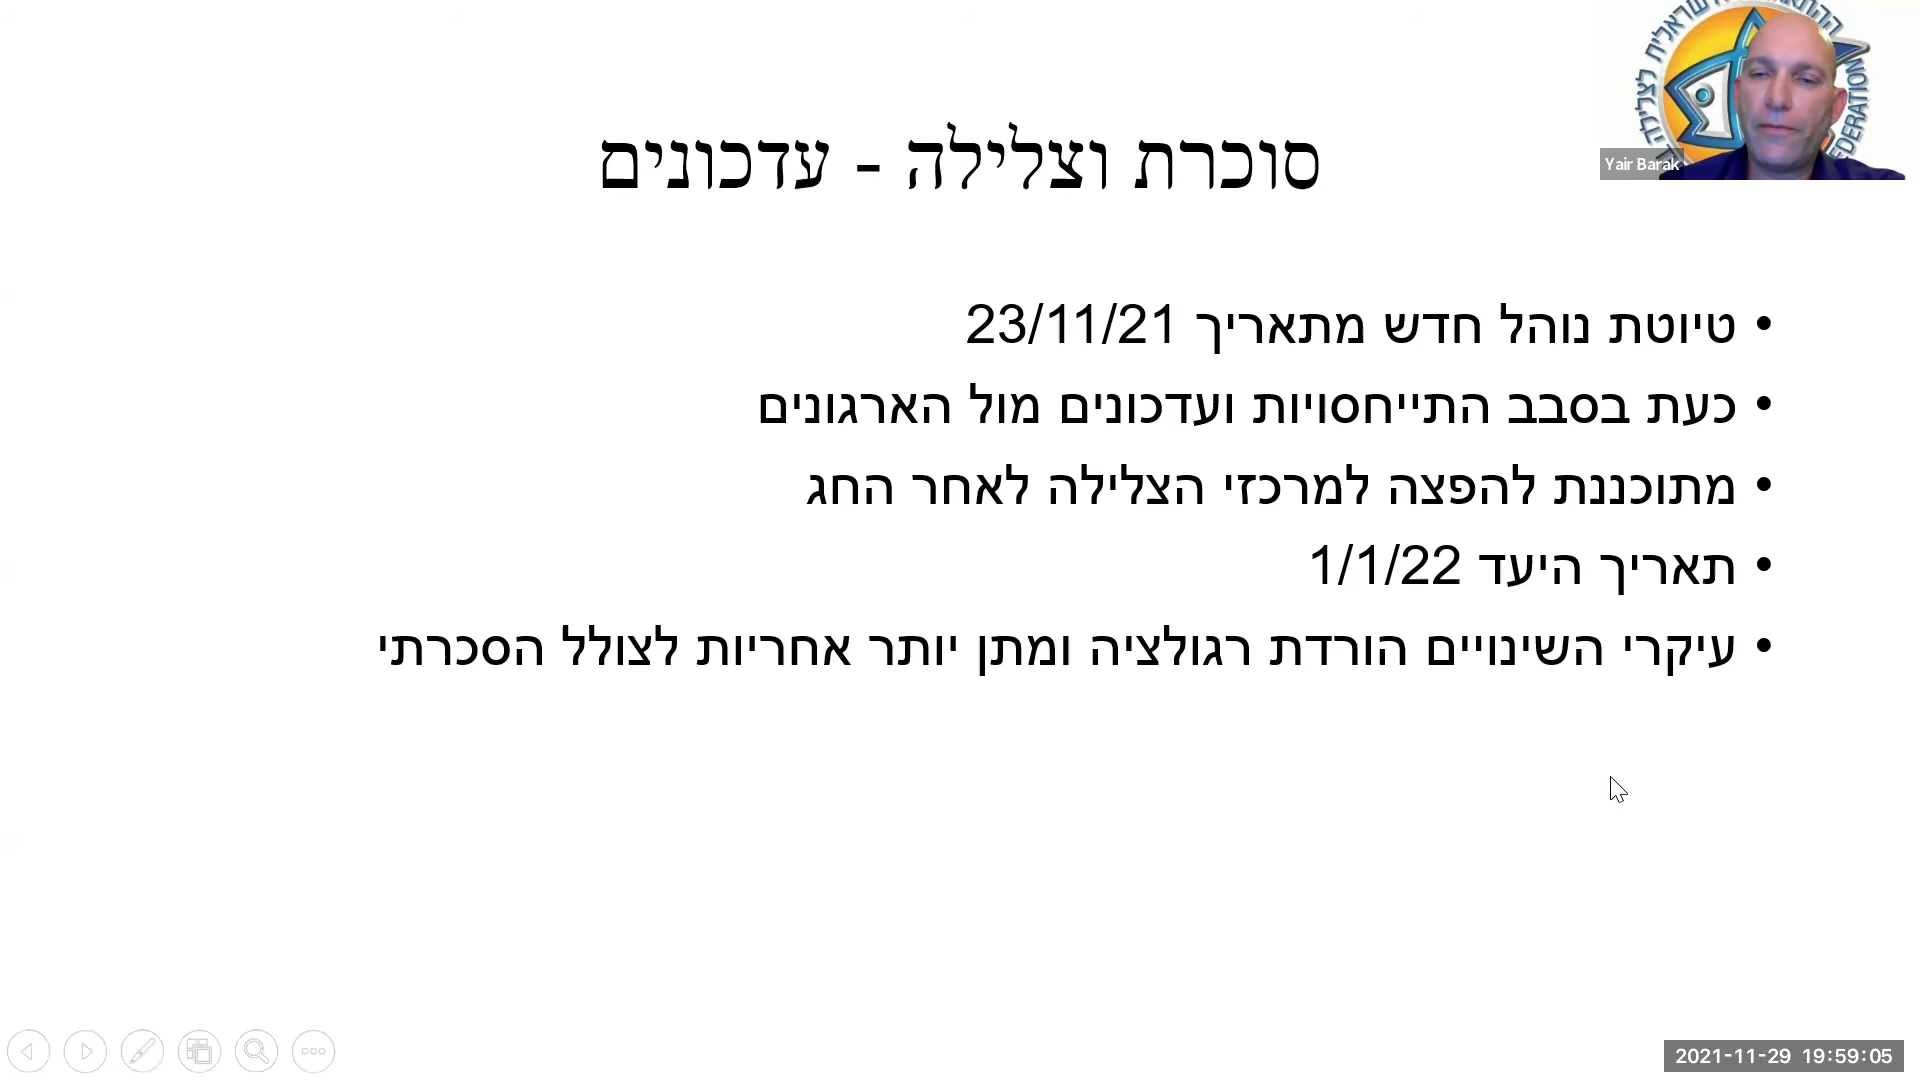 סוכרת וצלילה - עדכונים
טיוטת נוהל חדש מתאריך 23/11/21
כעת בסבב התייחסויות ועדכונים מול הארגונים
מתוכננת להפצה למרכזי הצלילה לאחר החג
תאריך היעד 1/1/22
עיקרי השינויים הורדת רגולציה ומתן יותר אחריות לצולל הסכרתי
Yair Barak
2021-11-29 19:59:05